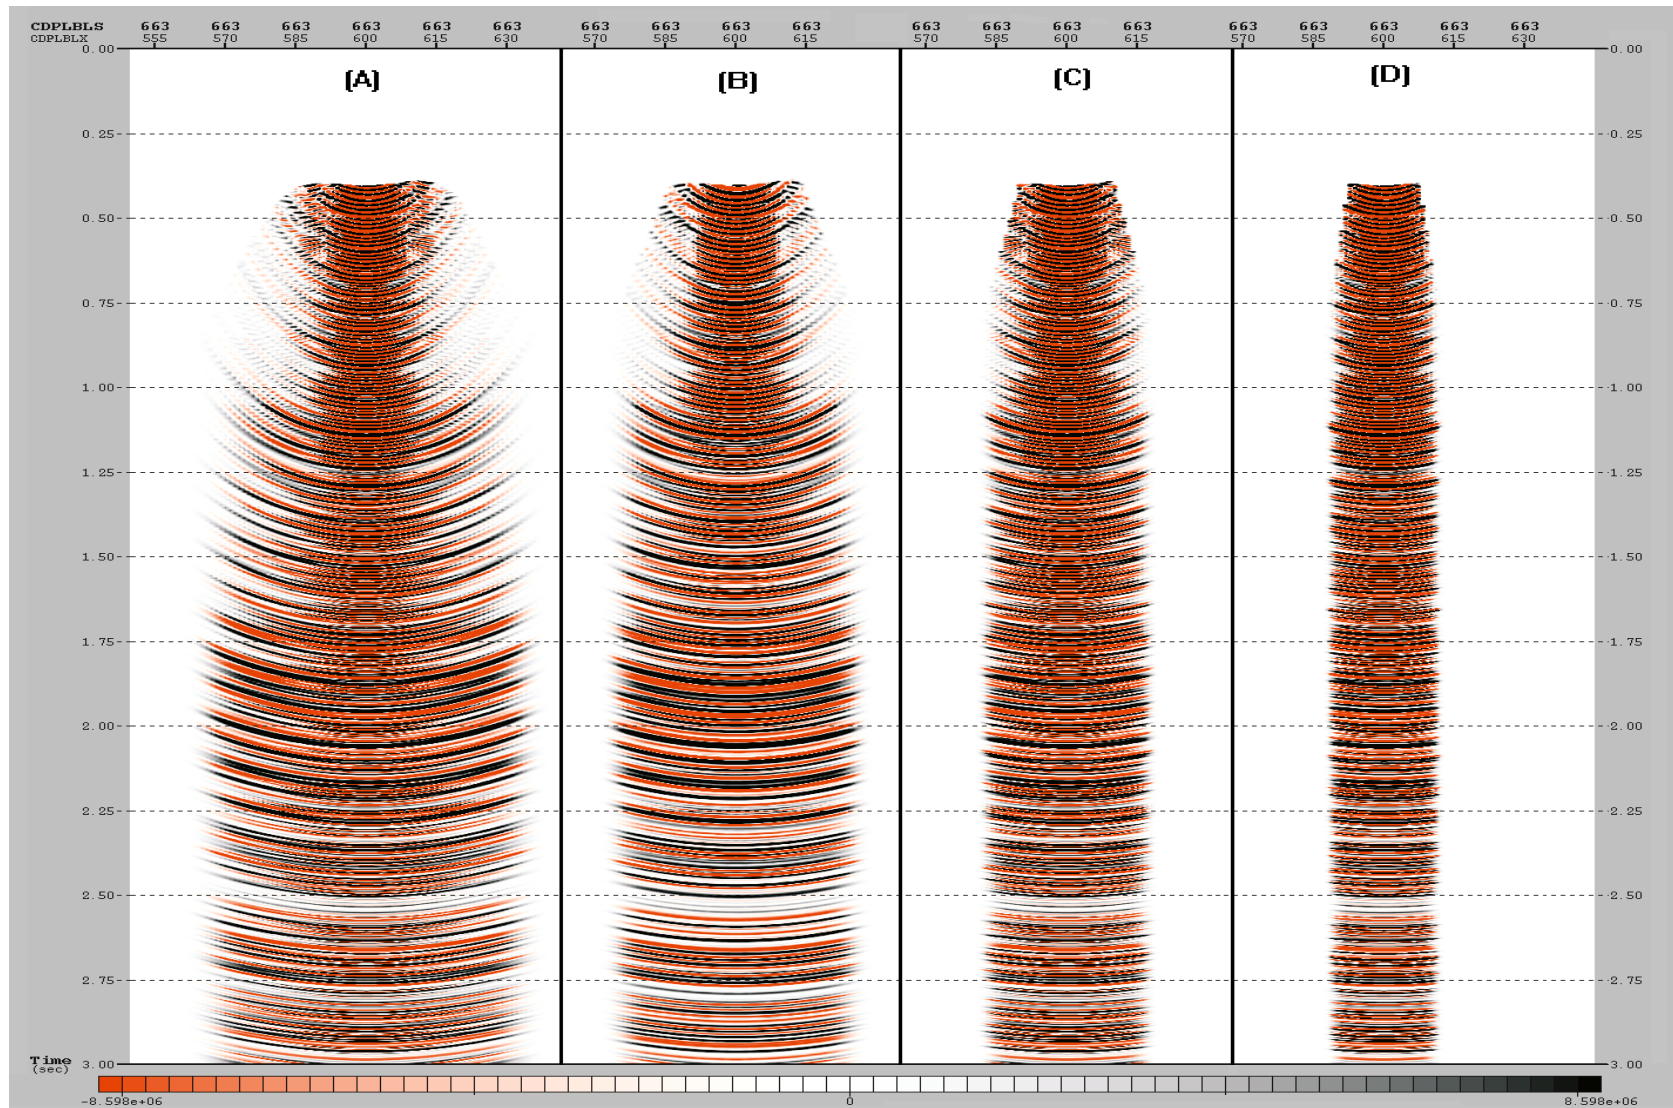 CDPLBLS 663 663 663 663 663 663 663 663 663 663 663 663 663 663 663 663 663 663 663
CDPLBLX 555 570 585 600 615 630 570 585 600 615 570 585 600 615 570 585 600 615 630
0.00 0.00
(A) (B) (C) (D)
0.25 0.25
0.50 0.50
0.75 0.75
1.00 1.00
1.25 1.25
1.50 1.50
1.75 1.75
2.00 2.00
2.25 2.25
2.50 2.50
2.75 2.75
Time 3.00 3.00
(sec)
-8.598e+06 0 8.598e+06